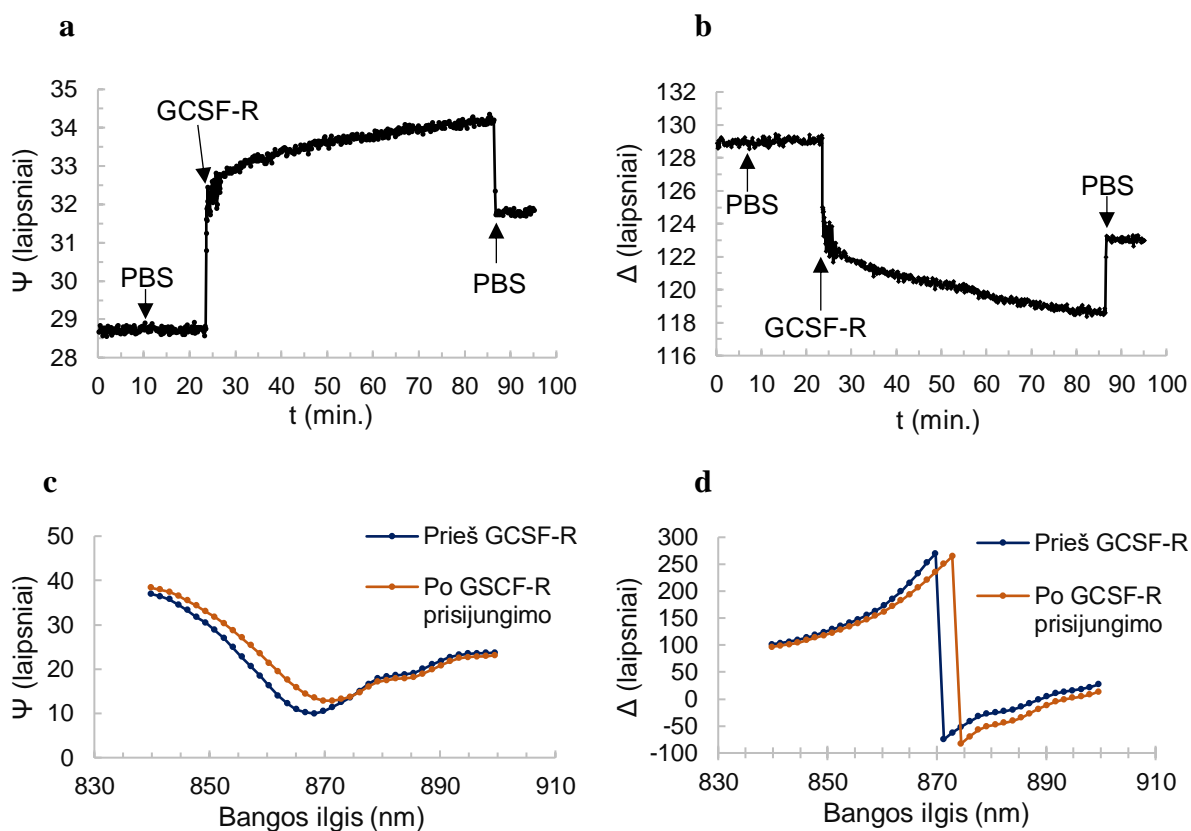 a
35
34
33
32
31
30
29
28
0 10 20 30 40 50 60 70 80 90 100
Ψ (laipsniai)
t (min.)
GCSF-R
PBS
PBS
b
132
130
128
126
124
122
120
118
116
0 10 20 30 40 50 60 70 80 90 100
Δ (laipsniai)
t (min.)
PBS
GCSF-R
PBS
c
50
40
30
20
10
0
830 850 870 890 910
Ψ (laipsniai)
Bangos ilgis (nm)
Prieš GCSF-R
Po GSCF-R
prisijungimo
d
300
250
200
150
100
50
0
-50
-100
830 850 870 890 910
Δ (laipsniai)
Bangos ilgis (nm)
Prieš GCSF-R
Po GCSF-R
prisijungimo